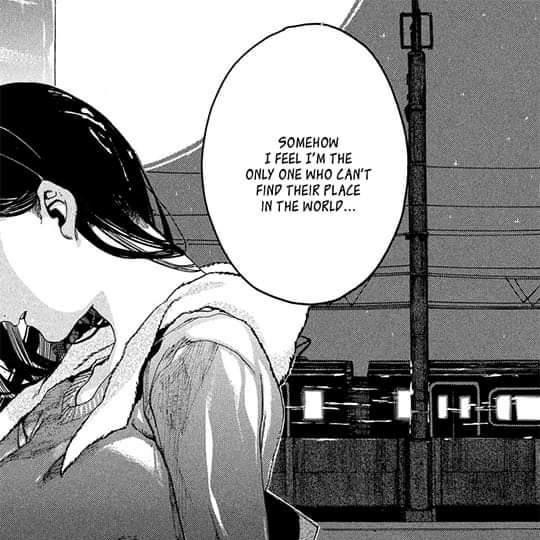 SOMEHOW
I FEEL I'M THE
ONLY ONE WHO CAN'T
FIND THEIR PLACE
IN THE WORLD...